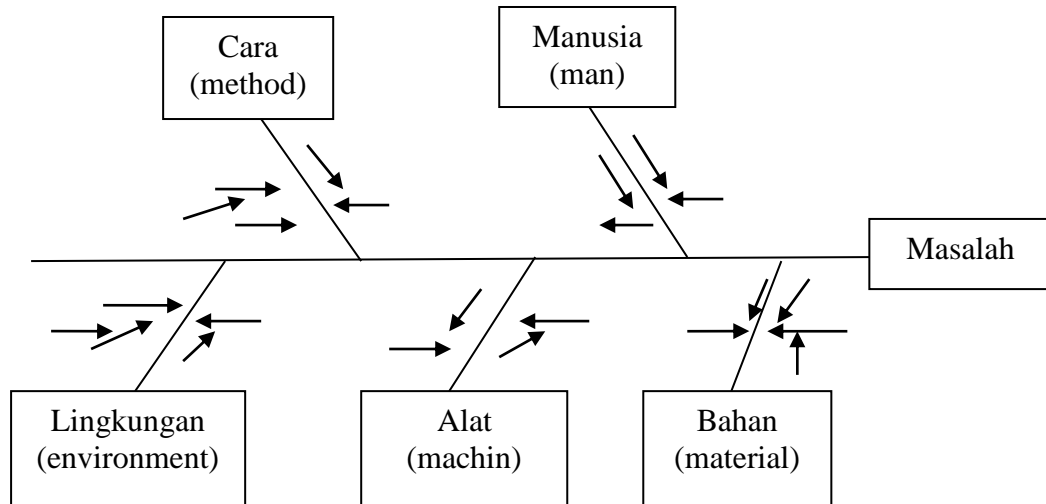 Cara
(method)
Manusia
(man)
Masalah
Lingkungan
(environment)
Alat
(machin)
Bahan
(material)